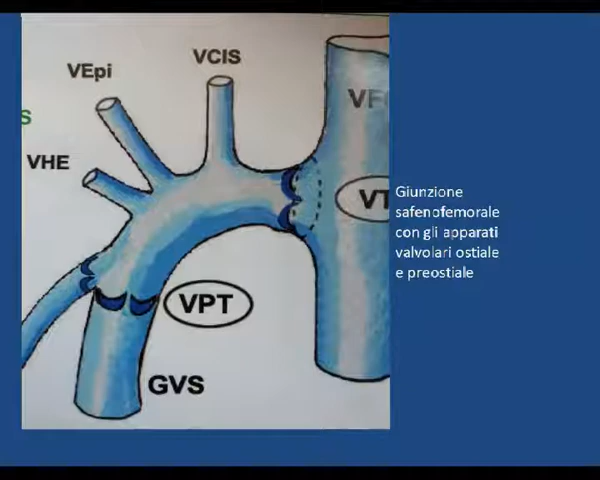 VCIS
VEpi
S
VHE
VF
VT
VPT
GVS
Giunzione
safenofemorale
con gli apparati
valvolari ostiale
e preostiale